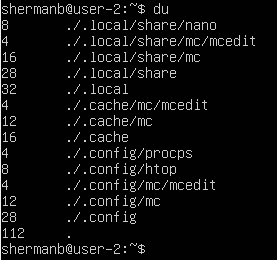 shermanb@user-2:~$ du
8 ./.local/share/nano
4 ./.local/share/mc/mcedit
16 ./.local/share/mc
28 ./.local/share
32 ./.local
4 ./.cache/mc/mcedit
12 ./.cache/mc
16 ./.cache
4 ./.config/procps
8 ./.config/htop
4 ./.config/mc/mcedit
12 ./.config/mc
28 ./.config
112 .
shermanb@user-2:~$